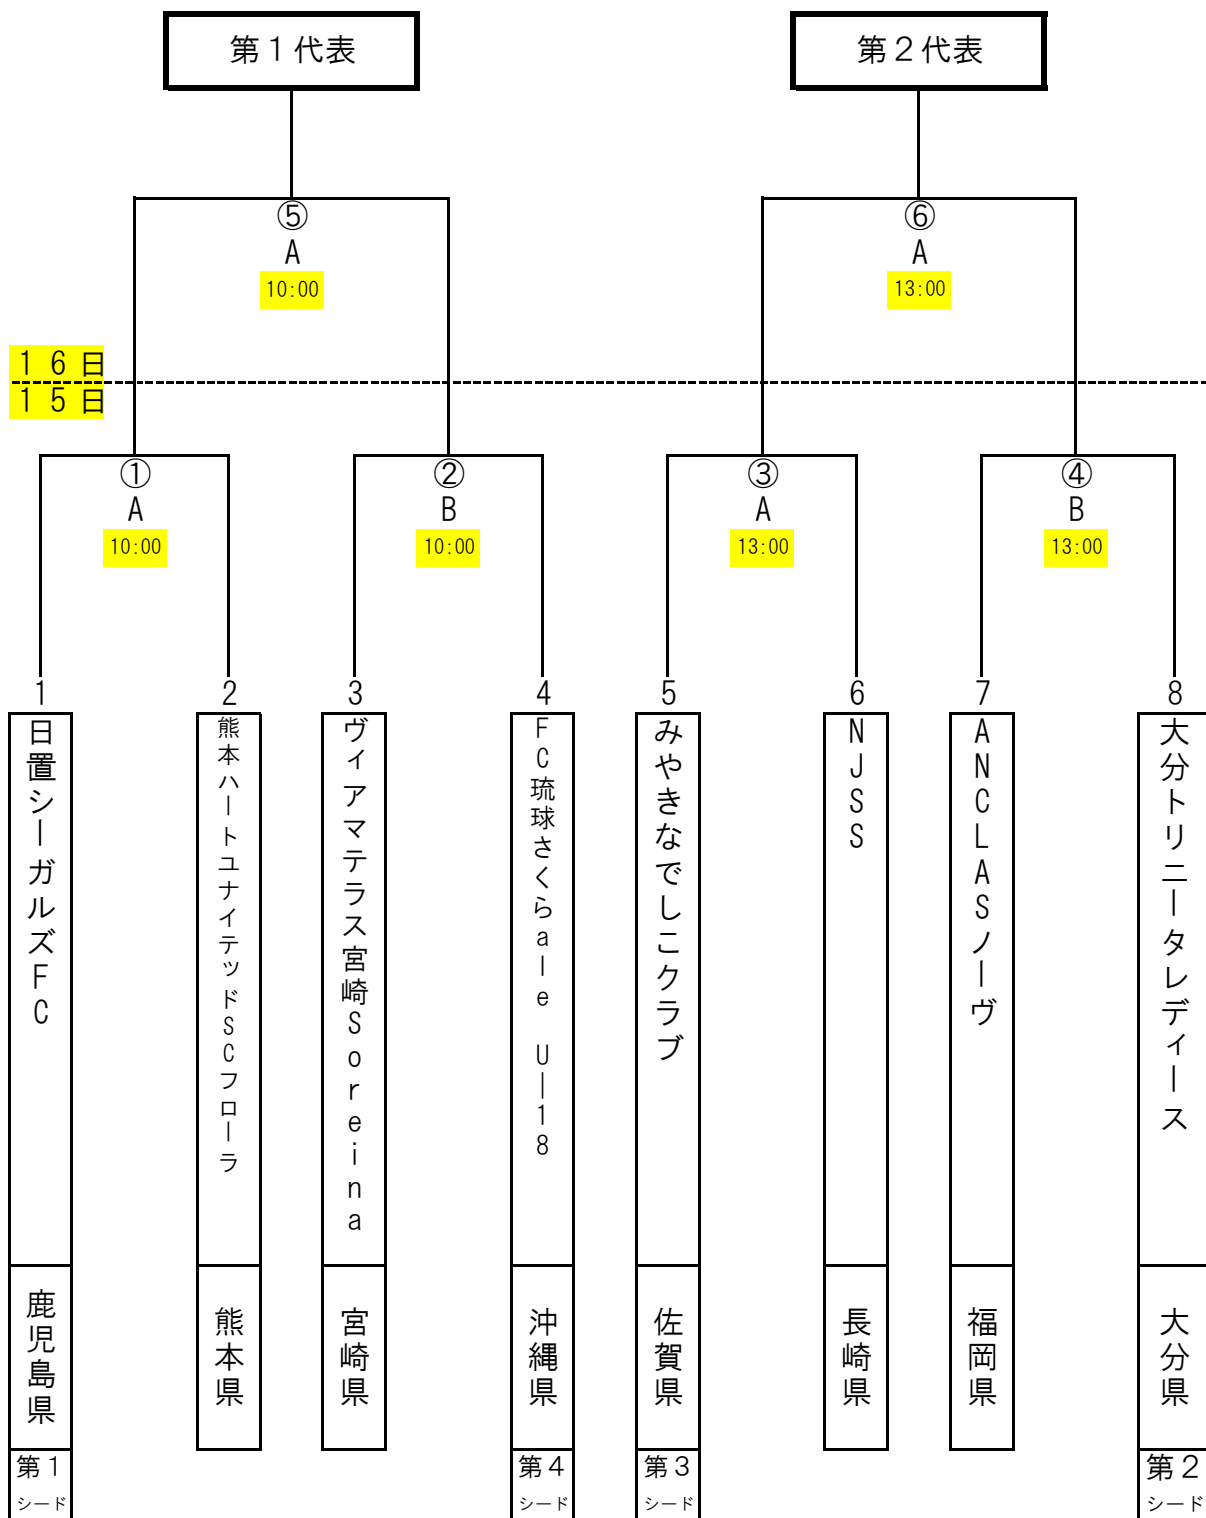 第１代表
第２代表
⑤
A
10:00
⑥
A
13:00
１６日
１５日
①
A
10:00
②
B
10:00
③
A
13:00
④
B
13:00
1
2
3
4
5
6
7
8
日置シーガルズFC
熊本ハートユナイテッドSCフローラ
ヴィアマテラス宮崎Soreina
FC琉球さくらale U―18
みやきなでしこクラブ
NJSS
ANCLASノーヴ
大分トリニータレディース
鹿児島県
熊本県
宮崎県
沖縄県
佐賀県
長崎県
福岡県
大分県
第１
シード
第４
シード
第３
シード
第２
シード